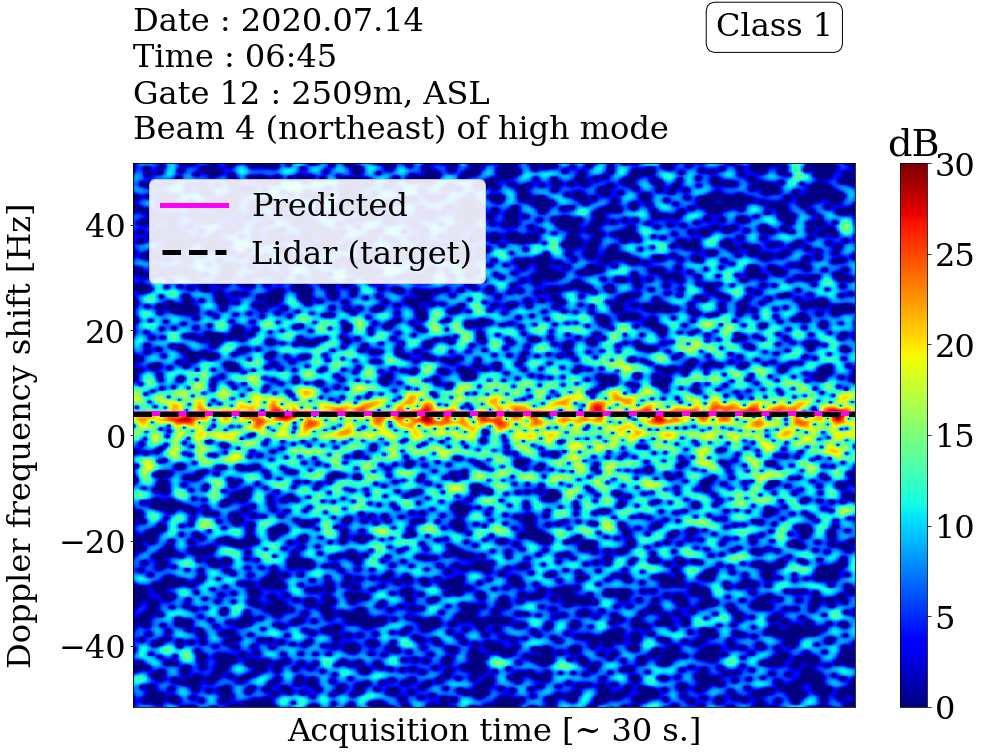 Date : 2020.07.14
Class 1
Time : 06:45
Gate 12 : 2509m, ASL
Beam 4 (northeast) of high mode
dB
Predicted
Lidar (target)
Doppler frequency shift [Hz]
40
20
0
−20
−40
30
25
20
15
10
5
0
Acquisition time [~ 30 s.]